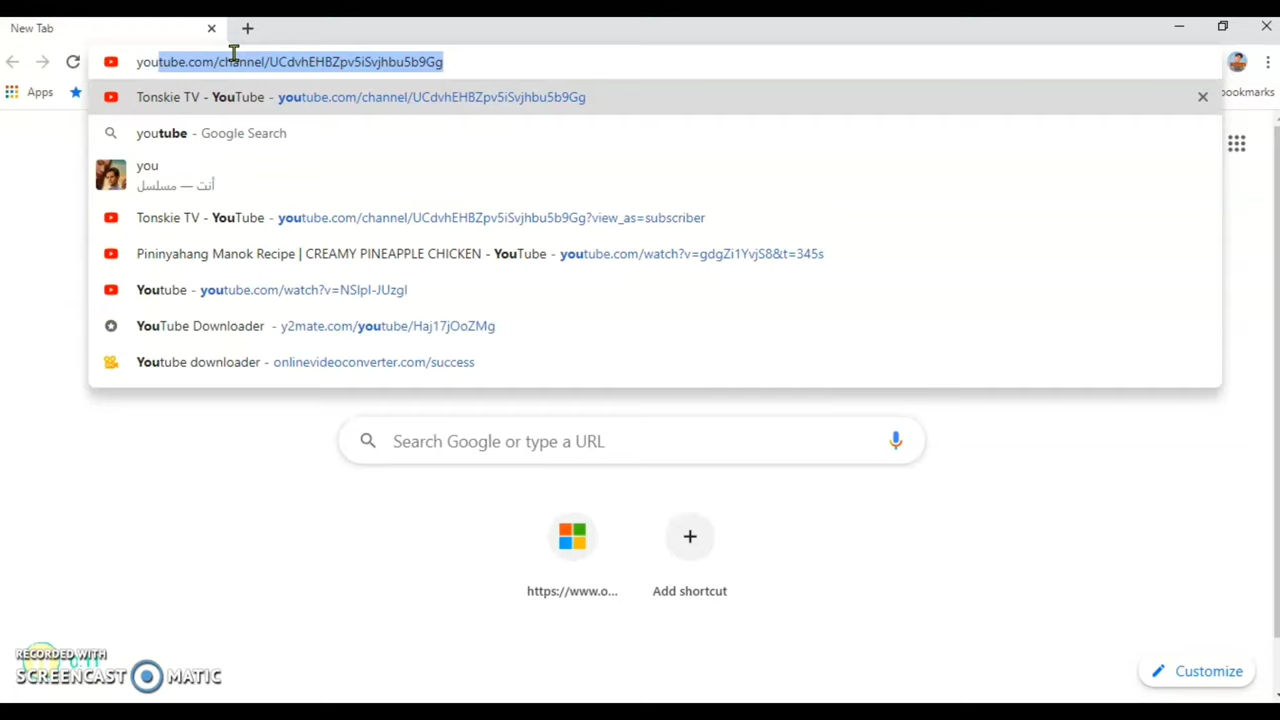 New Tab
youtube.com/channel/UCdvhEHBZpv5iSvjhbu5b9Gg
Apps
bookmarks
Tonskie TV - YouTube - youtube.com/channel/UCdvhEHBZpv5iSvjhbu5b9Gg
youtube - Google Search
you
أنت — مسلسل
Tonskie TV - YouTube - youtube.com/channel/UCdvhEHBZpv5iSvjhbu5b9Gg?view_as=subscriber
Pininyahang Manok Recipe | CREAMY PINEAPPLE CHICKEN - YouTube - youtube.com/watch?v=gdgZi1YvjS8&t=345s
Youtube - youtube.com/watch?v=NSIpI-JUzgI
YouTube Downloader - y2mate.com/youtube/Haj17jOoZMg
Youtube downloader - onlinevideoconverter.com/success
Search Google or type a URL
https://www.o...
Add shortcut
RECORDED WITH
SCREENCAST MATIC
Customize